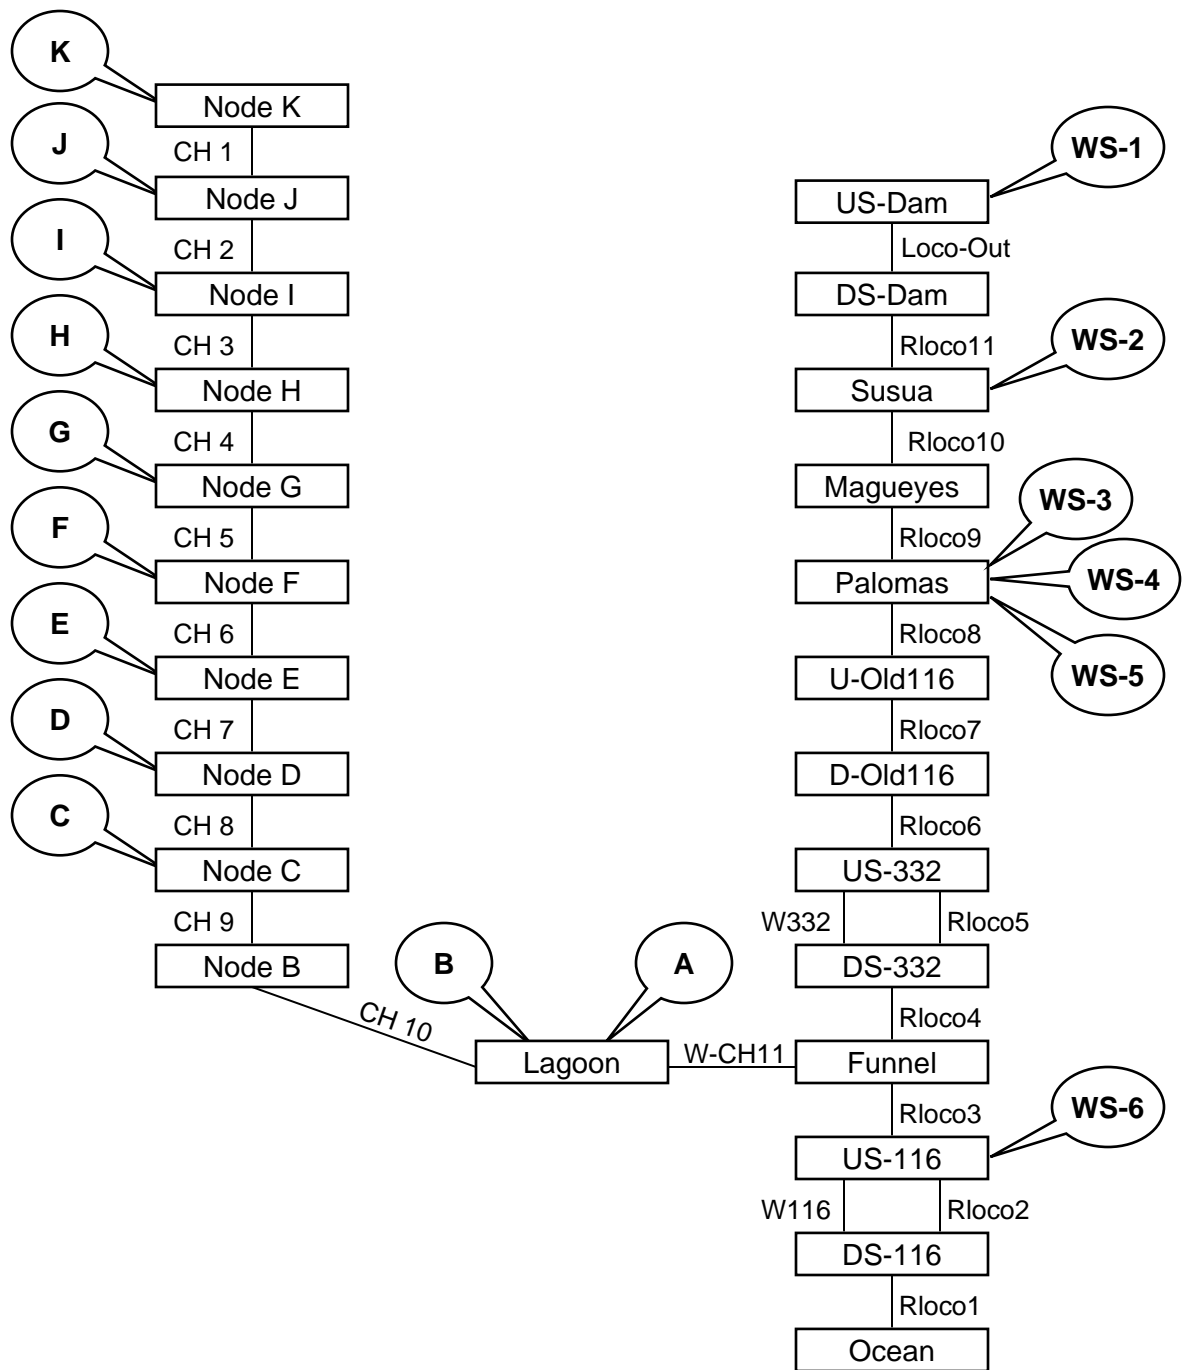 K
Node K
CH 1
J
Node J
CH 2
I
Node I
CH 3
H
Node H
CH 4
G
Node G
CH 5
F
Node F
CH 6
E
Node E
CH 7
D
Node D
CH 8
C
Node C
CH 9
Node B
CH 10
B
A
Lagoon
W-CH11
WS-1
US-Dam
Loco-Out
DS-Dam
Rloco11
WS-2
Susua
Rloco10
Magueyes
Rloco9
WS-3
Palomas
WS-4
Rloco8
WS-5
U-Old116
Rloco7
D-Old116
Rloco6
US-332
W332
Rloco5
DS-332
Rloco4
Funnel
Rloco3
WS-6
US-116
W116
Rloco2
DS-116
Rloco1
Ocean